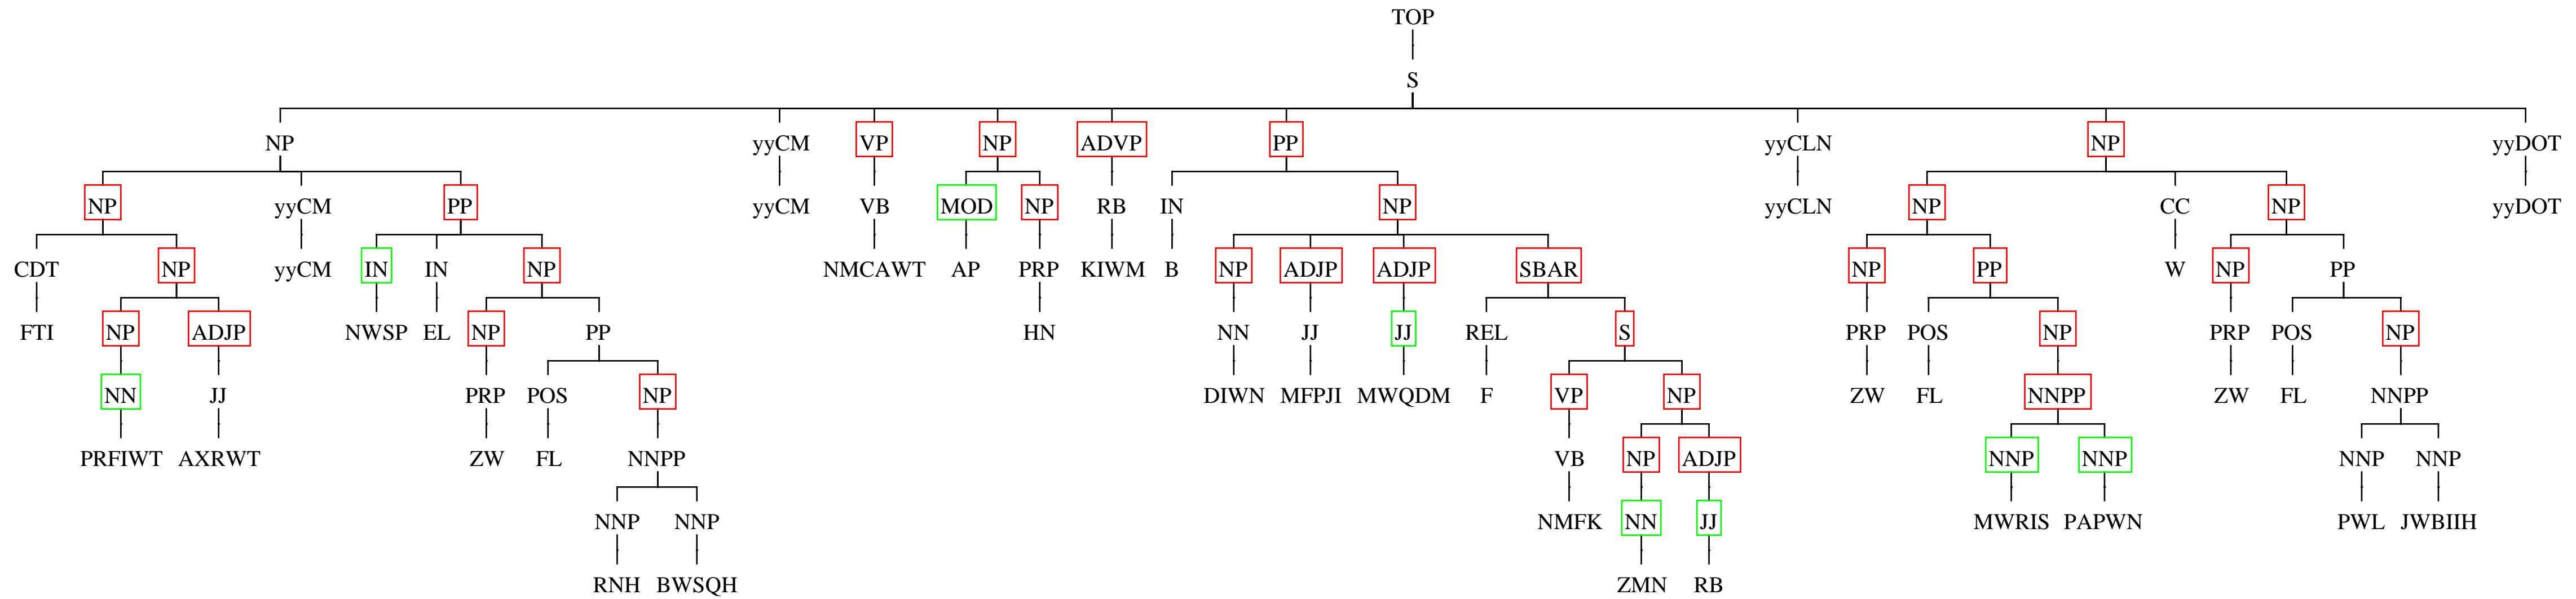 TOP
S
NP yyCM VP NP ADVP PP yyCLN NP yyDOT
NP yyCM PP yyCM VB MOD NP RB IN NP yyCLN NP CC NP yyDOT
CDT NP yyCM IN IN NP NMCAWT AP PRP KIWM B NP ADJP ADJP SBAR NP PP W NP PP
FTI NP ADJP NWSP EL NP PP HN NN JJ JJ REL S PRP POS NP PRP POS NP
NN JJ PRP POS NP DIWN MFPJI MWQDM F VP NP ZW FL NNPP ZW FL NNPP
PRFIWT AXRWT ZW FL NNPP VB NP ADJP NNP NNP NNP NNP
NNP NNP NMFK NN JJ MWRIS PAPWN PWL JWBIIH
RNH BWSQH ZMN RB